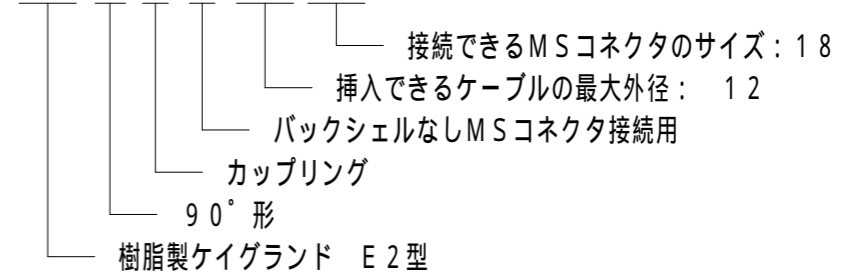 接続できるＭＳコネクタのサイズ：１８
挿入できるケーブルの最大外径：　１２
バックシェルなしＭＳコネクタ接続用
カップリング
９０°形
樹脂製ケイグランド　Ｅ２型